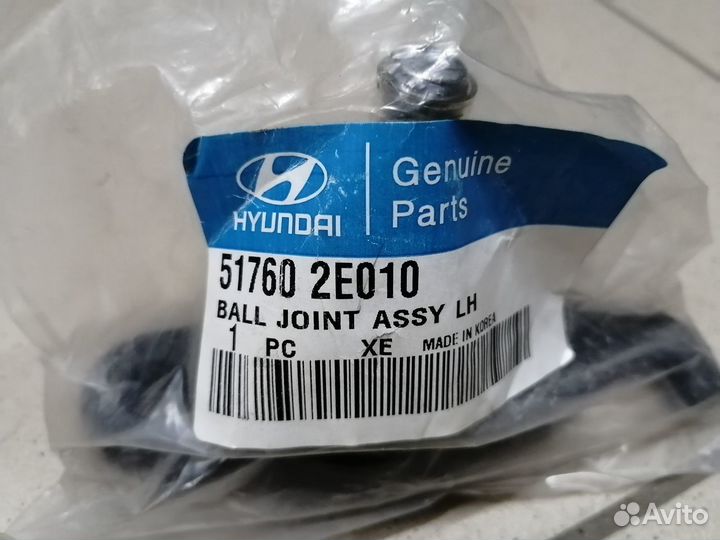 HYUNDAI
Genuine
Parts
51760 2E010
BALL JOINT ASSY LH
1 PC XE MADE IN KOREA
Avito